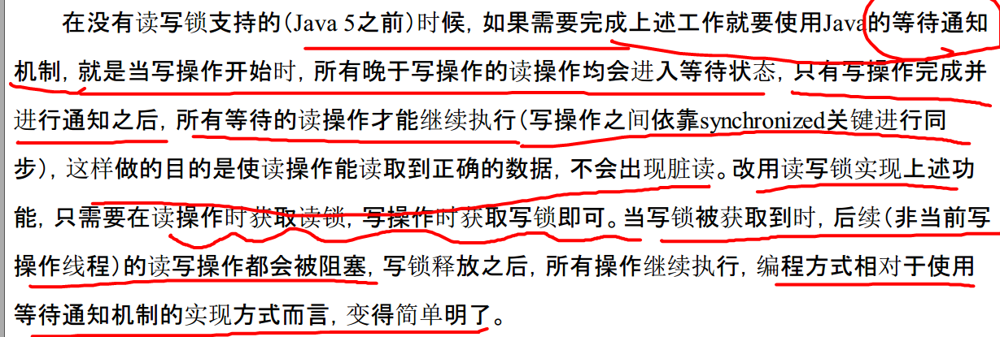 在没有读写锁支持的(Java 5之前)时候,如果需要完成上述工作就要使用Java的等待通知
机制,就是当写操作开始时,所有晚于写操作的读操作均会进入等待状态,只有写操作完成并
进行通知之后,所有等待的读操作才能继续执行(写操作之间依靠synchronized关键进行同
步),这样做的目的是使读操作能读取到正确的数据,不会出现脏读。改用读写锁实现上述功
能,只需要在读操作时获取读锁,写操作时获取写锁即可。当写锁被获取到时,后续(非当前写
操作线程)的读写操作都会被阻塞,写锁释放之后,所有操作继续执行,编程方式相对于使用
等待通知机制的实现方式而言,变得简单明了。